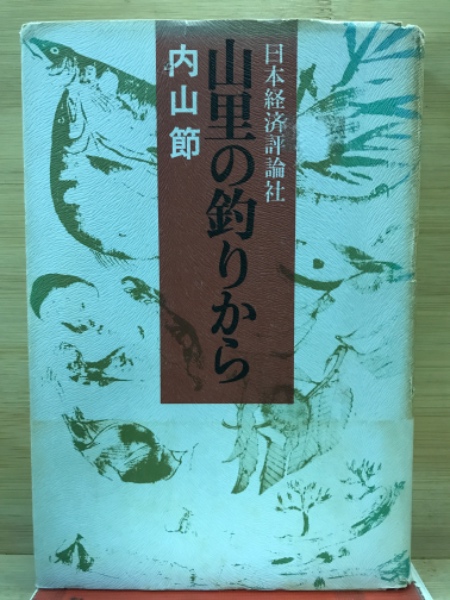 日本経済評論社
山里の釣りから
内山節